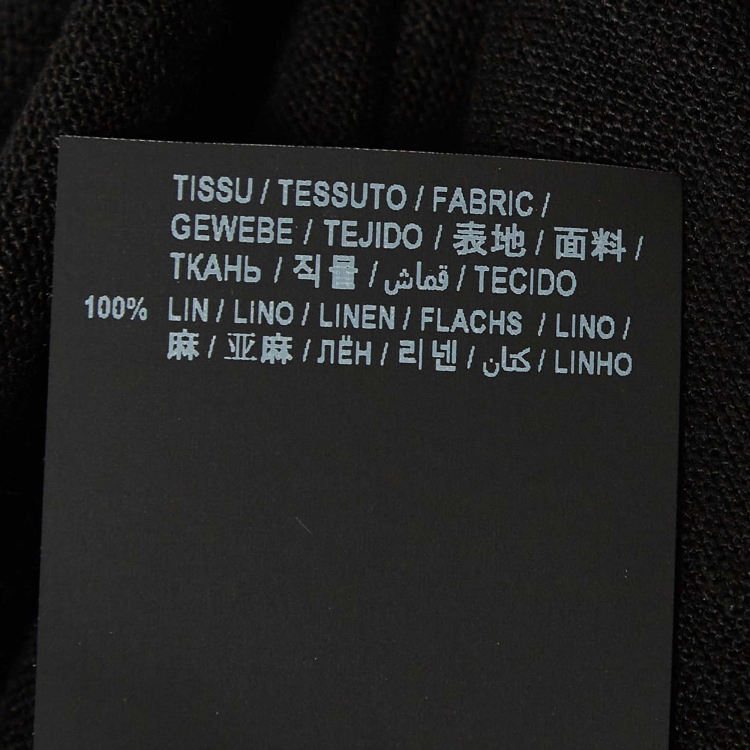 TISSU / TESSUTO / FABRIC /
GEWEBE / TEJIDO / 表地 / 面料 /
ТКАНЬ / 직물 / قماش / TECIDO
100% LIN / LINO / LINEN / FLACHS / LINO /
麻 / 亚麻 / ЛЁН / 리넨 / كتان / LINHO